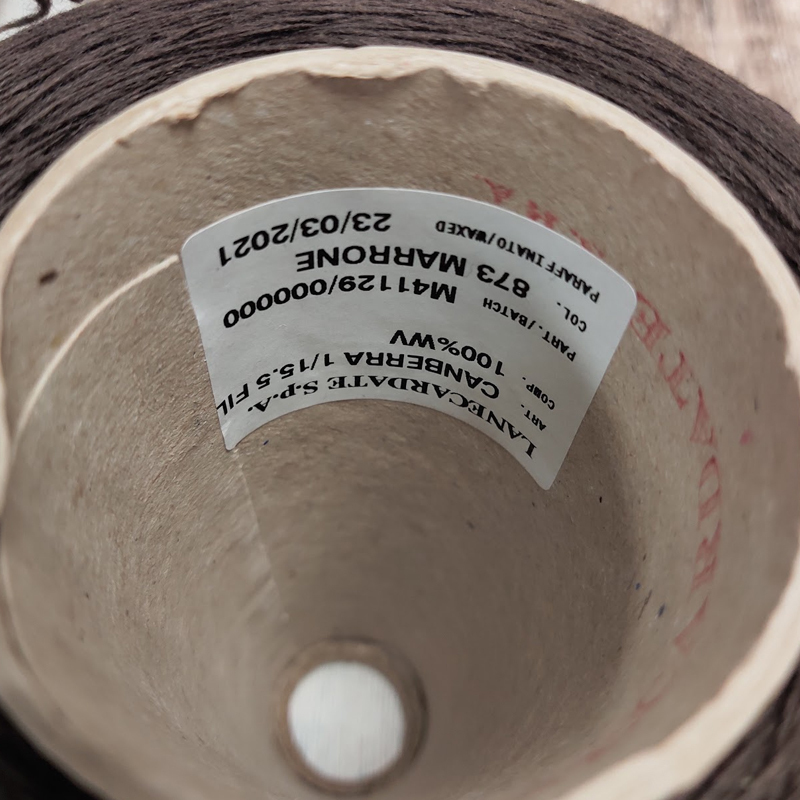 LANECARDATE S.p.A.
ART. CANBERRA 1/15.5 FIL
COMP. 100%WV
PART./BATCH M41129/000000
COL. 873 MARRONE
PARAFFINATO/WAXED 23/03/2021